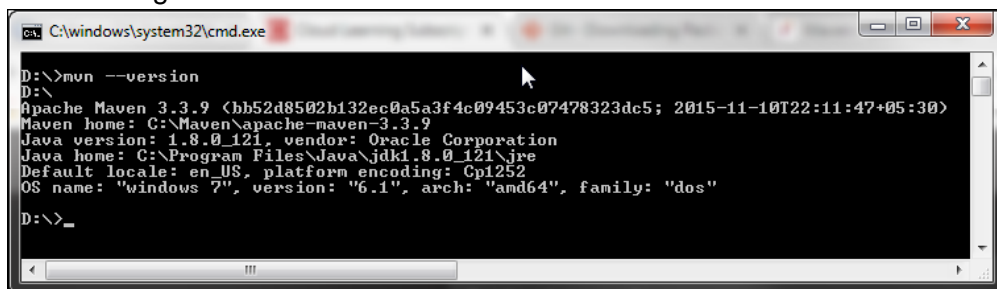 C:\windows\system32\cmd.exe
D:\>mvn --version
D:\
Apache Maven 3.3.9 (bb52d8502b132ec0a5a3f4c09453c07478323dc5; 2015-11-10T22:11:47+05:30)
Maven home: C:\Maven\apache-maven-3.3.9
Java version: 1.8.0_121, vendor: Oracle Corporation
Java home: C:\Program Files\Java\jdk1.8.0_121\jre
Default locale: en_US, platform encoding: Cp1252
OS name: "windows 7", version: "6.1", arch: "amd64", family: "dos"
D:\>_